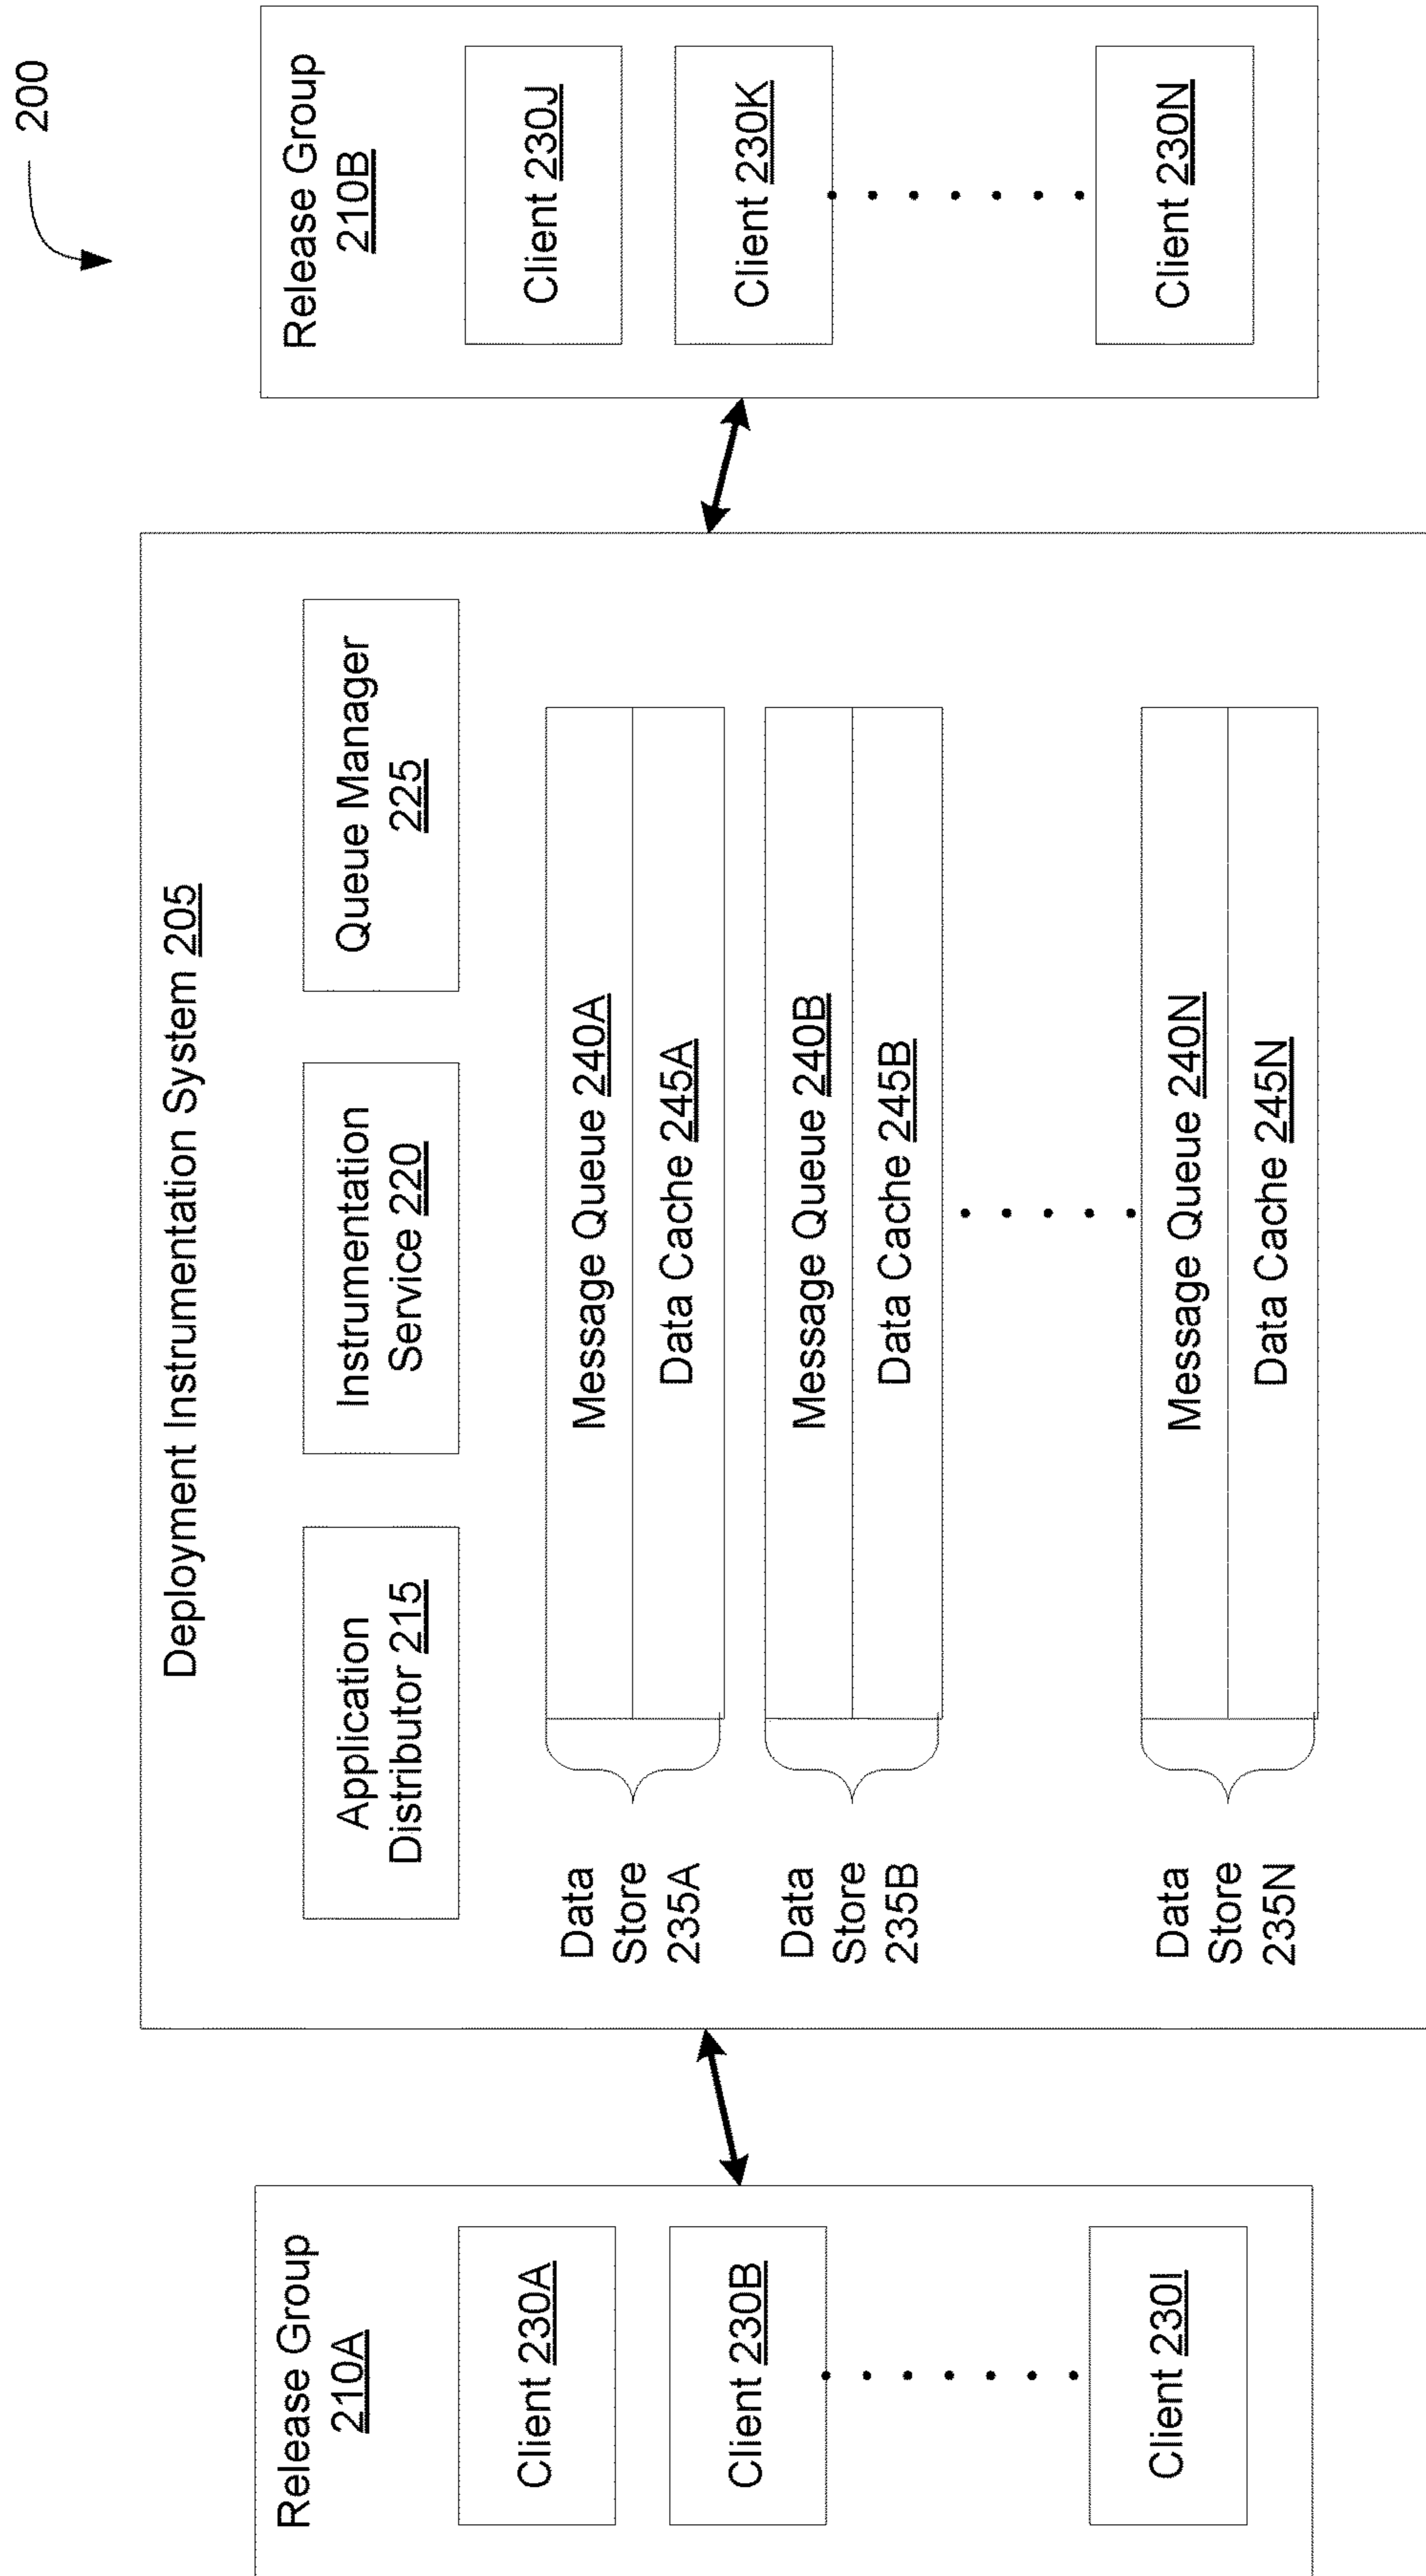 200
Release Group
210A
Client 230A
Client 230B
Client 230I
Deployment Instrumentation System 205
Application
Distributor 215
Instrumentation
Service 220
Queue Manager
225
Data
Store
235A
Message Queue 240A
Data Cache 245A
Data
Store
235B
Message Queue 240B
Data Cache 245B
Data
Store
235N
Message Queue 240N
Data Cache 245N
Release Group
210B
Client 230J
Client 230K
Client 230N